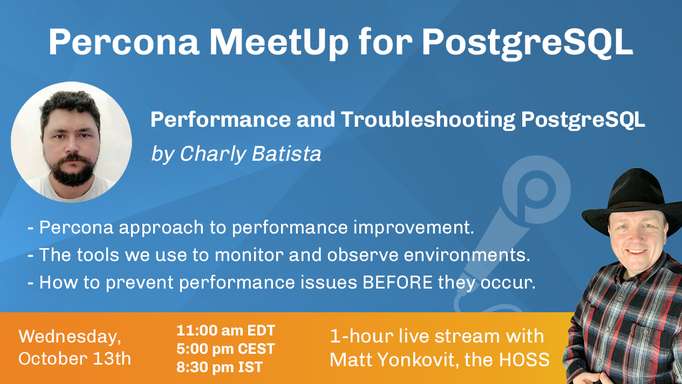 Percona MeetUp for PostgreSQL
Performance and Troubleshooting PostgreSQL
by Charly Batista
- Percona approach to performance improvement.
- The tools we use to monitor and observe environments.
- How to prevent performance issues BEFORE they occur.
Wednesday,
October 13th
11:00 am EDT
5:00 pm CEST
8:30 pm IST
1-hour live stream with
Matt Yonkovit, the HOSS